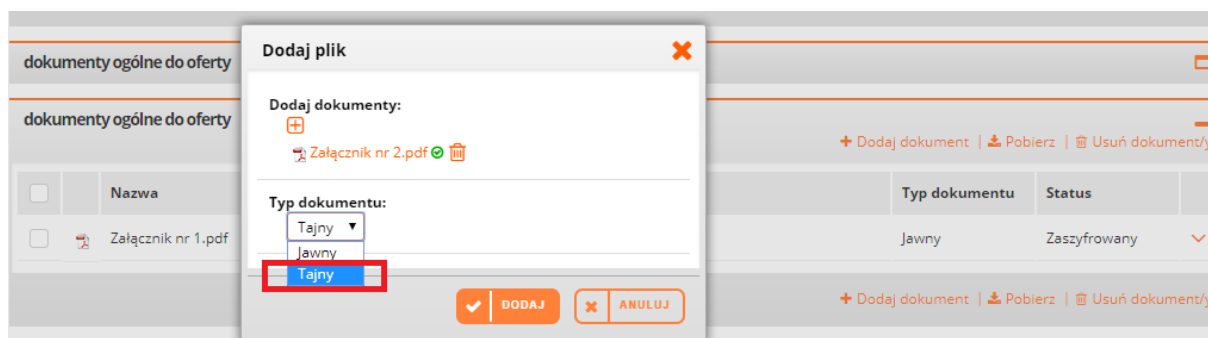 dokumenty ogólne do oferty
Dodaj plik
Dodaj dokumenty:
Załącznik nr 2.pdf
Typ dokumentu:
Tajny
Jawny
Tajny
DODAJ
ANULUJ
dokumenty ogólne do oferty
Dodaj dokument | Pobierz | Usuń dokument/y
Nazwa Typ dokumentu Status
Załącznik nr 1.pdf Jawny Zaszyfrowany
Dodaj dokument | Pobierz | Usuń dokument/y